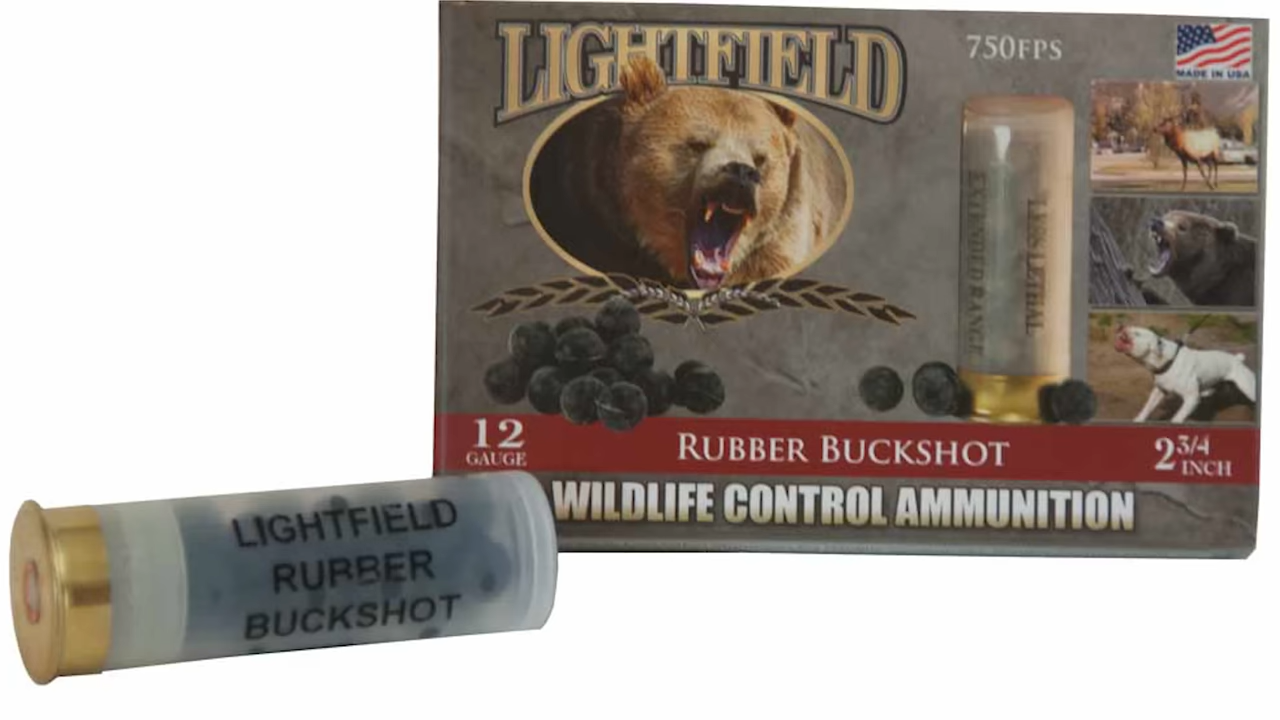 LIGHTFIELD
750FPS
MADE IN USA
LESS LETHAL
EXTENDED RANGE
12
GAUGE
RUBBER BUCKSHOT
2 3/4
INCH
WILDLIFE CONTROL AMMUNITION
LIGHTFIELD
RUBBER
BUCKSHOT